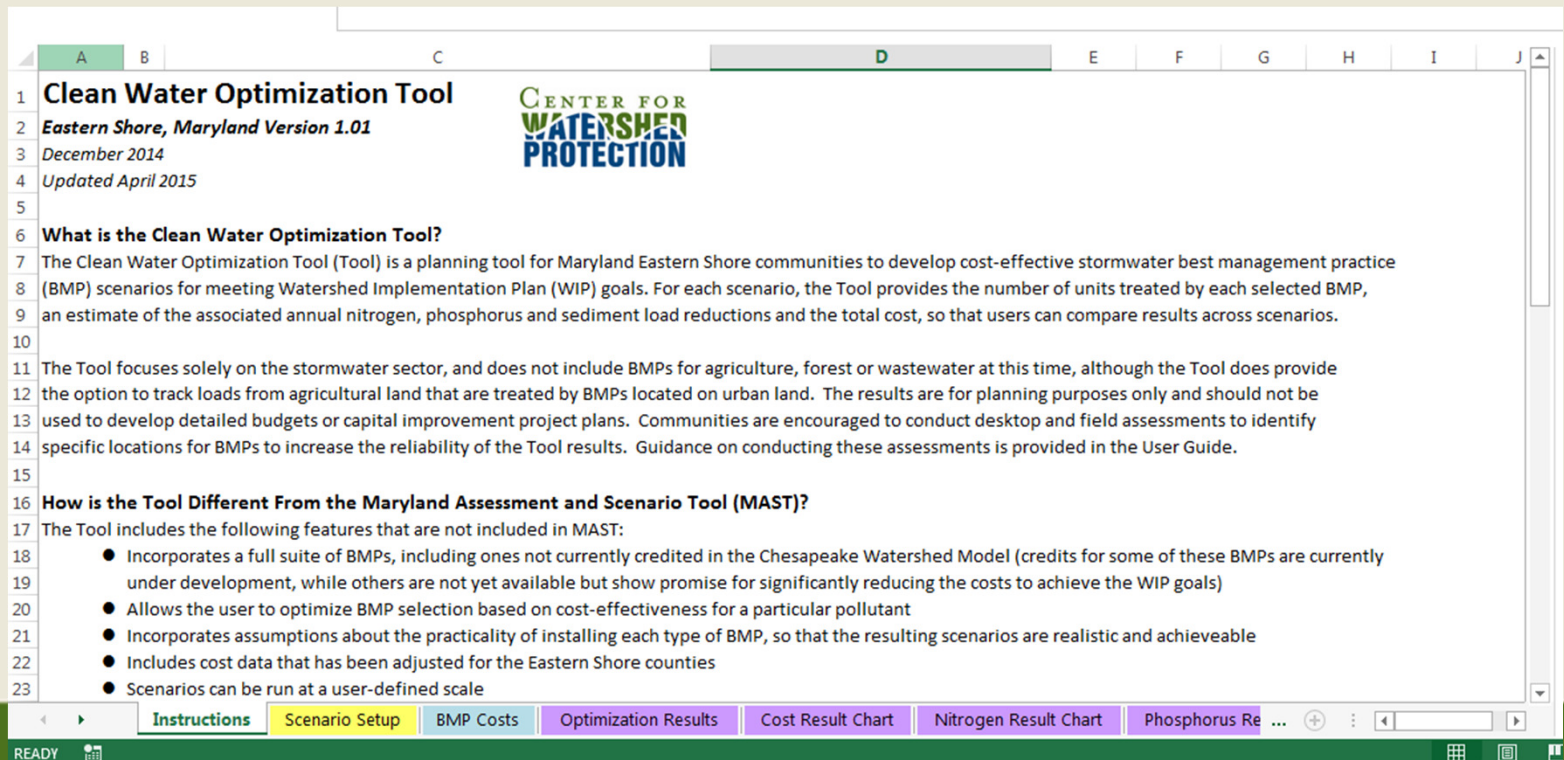 A B C D E F G H I J
1 Clean Water Optimization Tool
CENTER FOR
WATERSHED
PROTECTION
2 Eastern Shore, Maryland Version 1.01
3 December 2014
4 Updated April 2015
5
6 What is the Clean Water Optimization Tool?
7 The Clean Water Optimization Tool (Tool) is a planning tool for Maryland Eastern Shore communities to develop cost-effective stormwater best management practice
8 (BMP) scenarios for meeting Watershed Implementation Plan (WIP) goals. For each scenario, the Tool provides the number of units treated by each selected BMP,
9 an estimate of the associated annual nitrogen, phosphorus and sediment load reductions and the total cost, so that users can compare results across scenarios.
10
11 The Tool focuses solely on the stormwater sector, and does not include BMPs for agriculture, forest or wastewater at this time, although the Tool does provide
12 the option to track loads from agricultural land that are treated by BMPs located on urban land. The results are for planning purposes only and should not be
13 used to develop detailed budgets or capital improvement project plans. Communities are encouraged to conduct desktop and field assessments to identify
14 specific locations for BMPs to increase the reliability of the Tool results. Guidance on conducting these assessments is provided in the User Guide.
15
16 How is the Tool Different From the Maryland Assessment and Scenario Tool (MAST)?
17 The Tool includes the following features that are not included in MAST:
18 ● Incorporates a full suite of BMPs, including ones not currently credited in the Chesapeake Watershed Model (credits for some of these BMPs are currently
19 under development, while others are not yet available but show promise for significantly reducing the costs to achieve the WIP goals)
20 ● Allows the user to optimize BMP selection based on cost-effectiveness for a particular pollutant
21 ● Incorporates assumptions about the practicality of installing each type of BMP, so that the resulting scenarios are realistic and achieveable
22 ● Includes cost data that has been adjusted for the Eastern Shore counties
23 ● Scenarios can be run at a user-defined scale
Instructions Scenario Setup BMP Costs Optimization Results Cost Result Chart Nitrogen Result Chart Phosphorus Re ...
READY